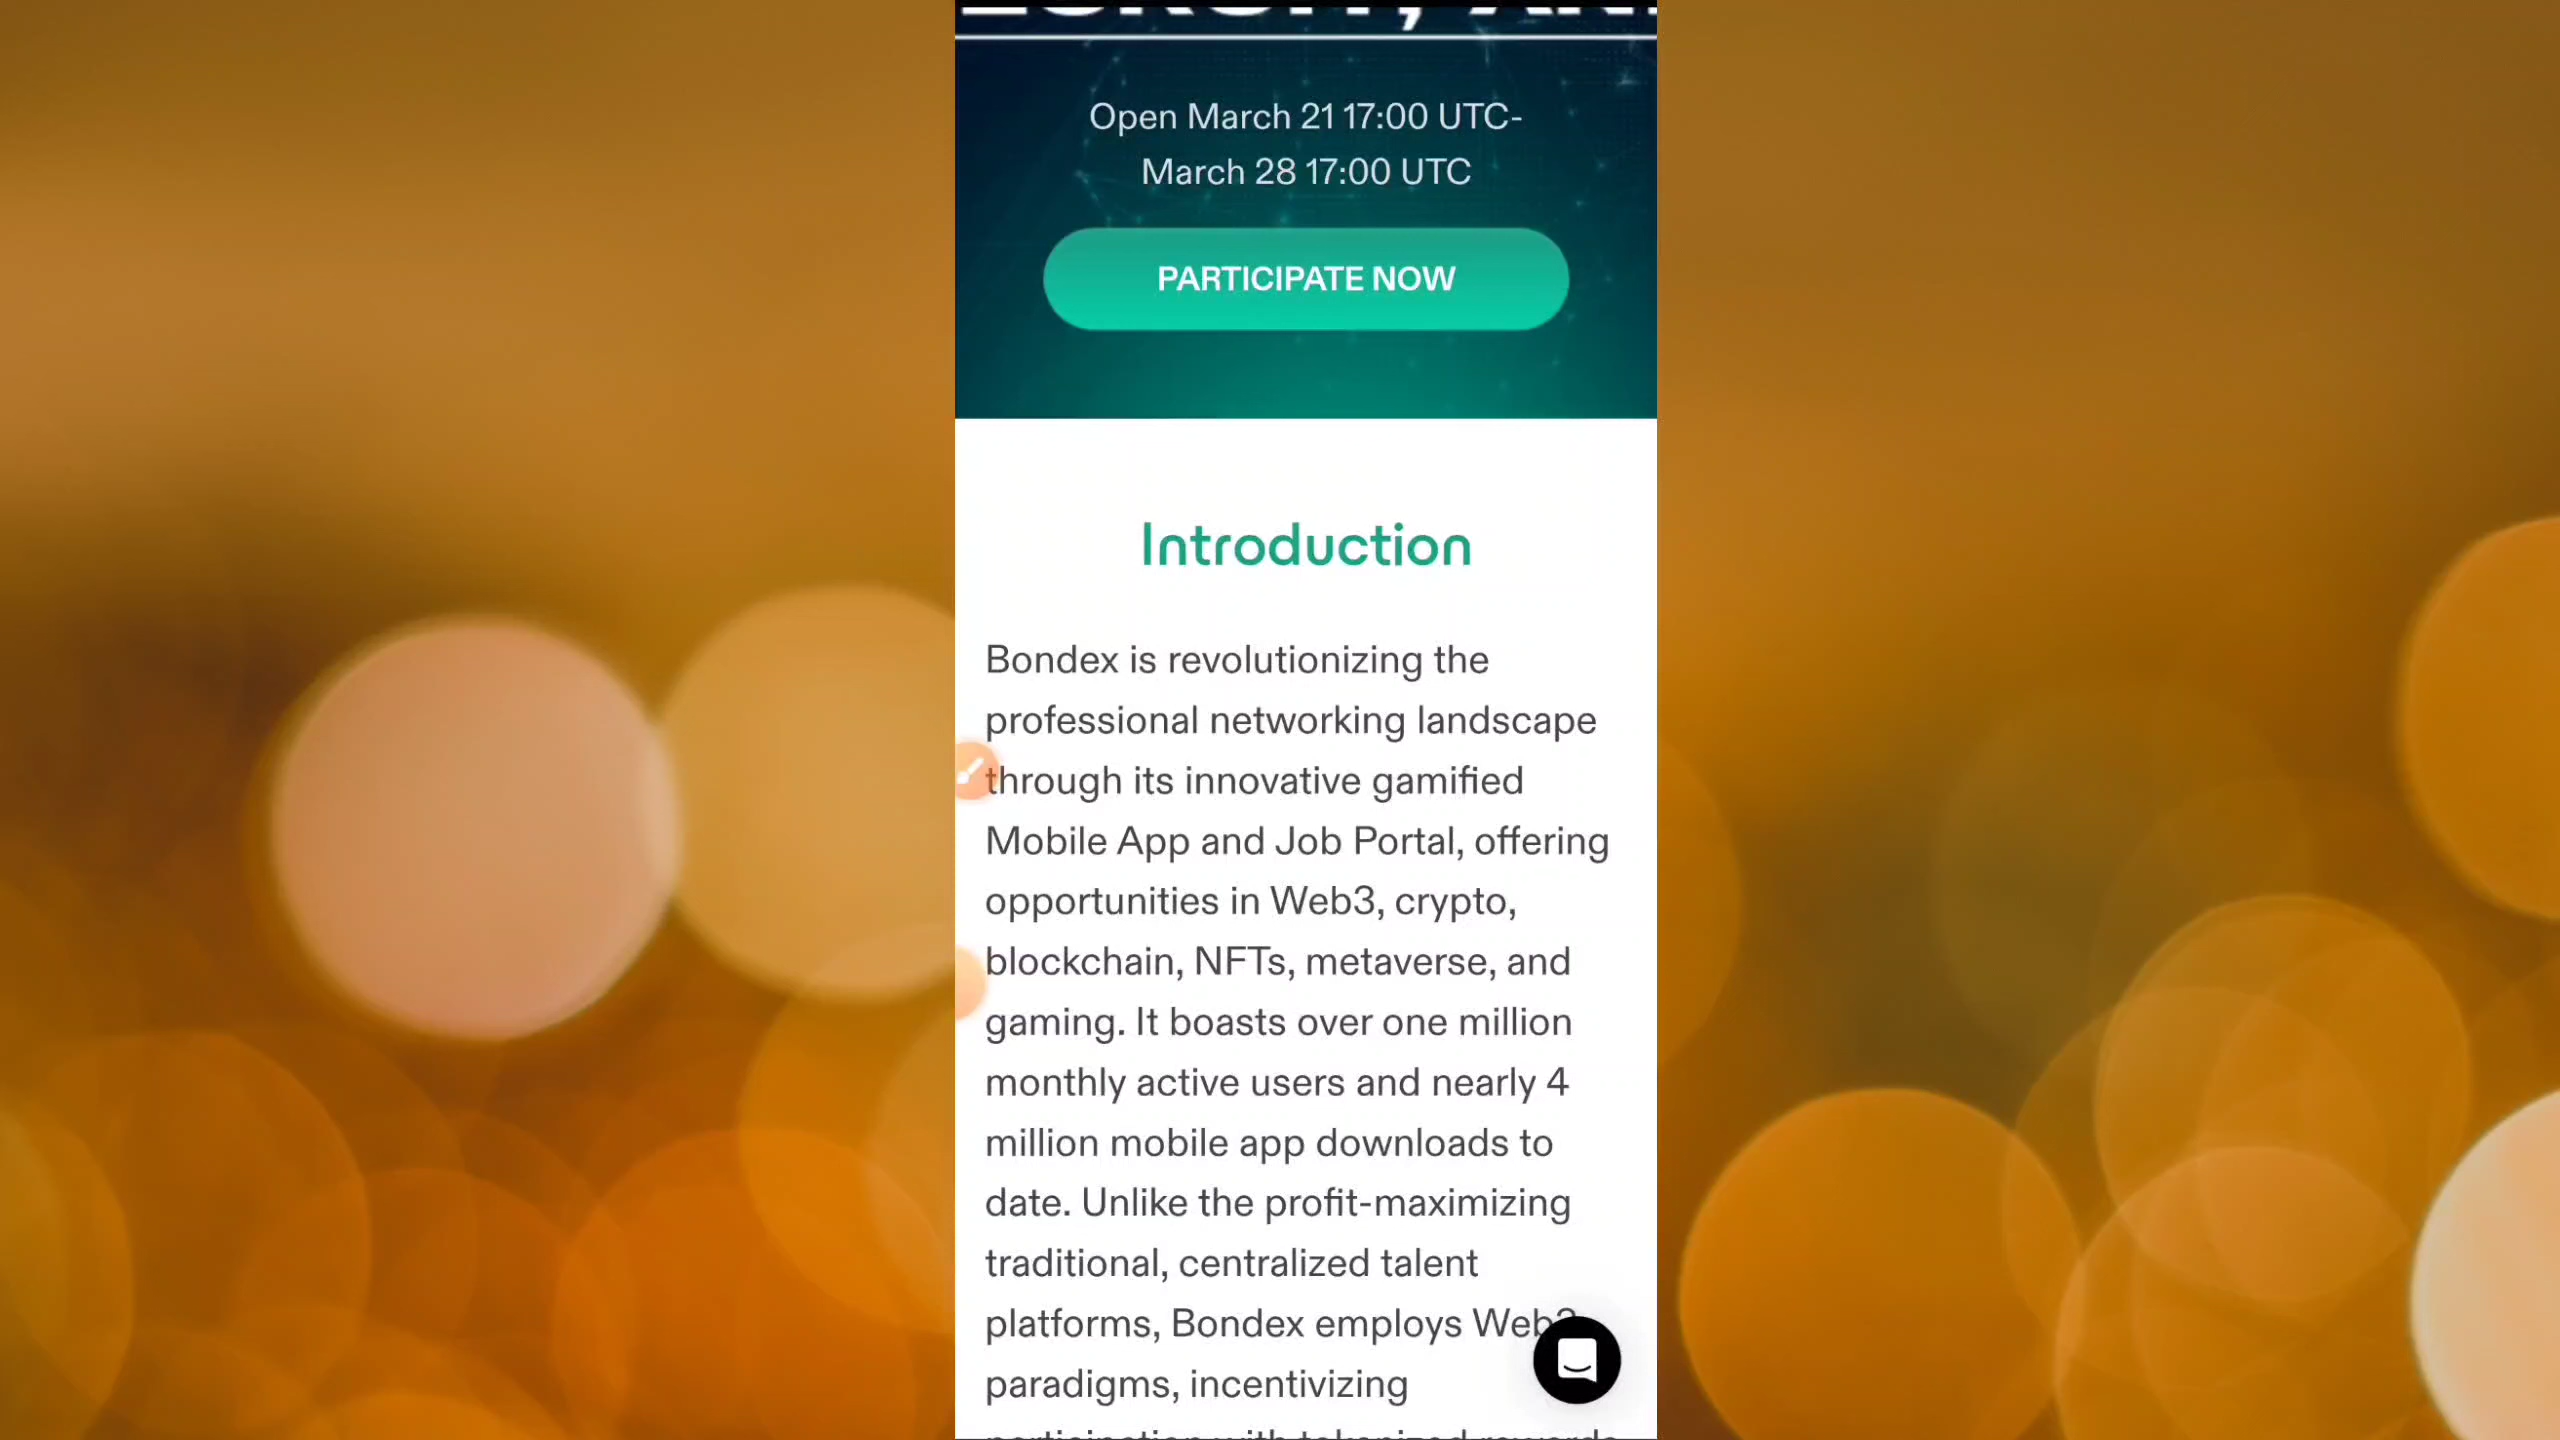 Open March 21 17:00 UTC-
March 28 17:00 UTC
PARTICIPATE NOW
Introduction
Bondex is revolutionizing the
professional networking landscape
through its innovative gamified
Mobile App and Job Portal, offering
opportunities in Web3, crypto,
blockchain, NFTs, metaverse, and
gaming. It boasts over one million
monthly active users and nearly 4
million mobile app downloads to
date. Unlike the profit-maximizing
traditional, centralized talent
platforms, Bondex employs Web3
paradigms, incentivizing